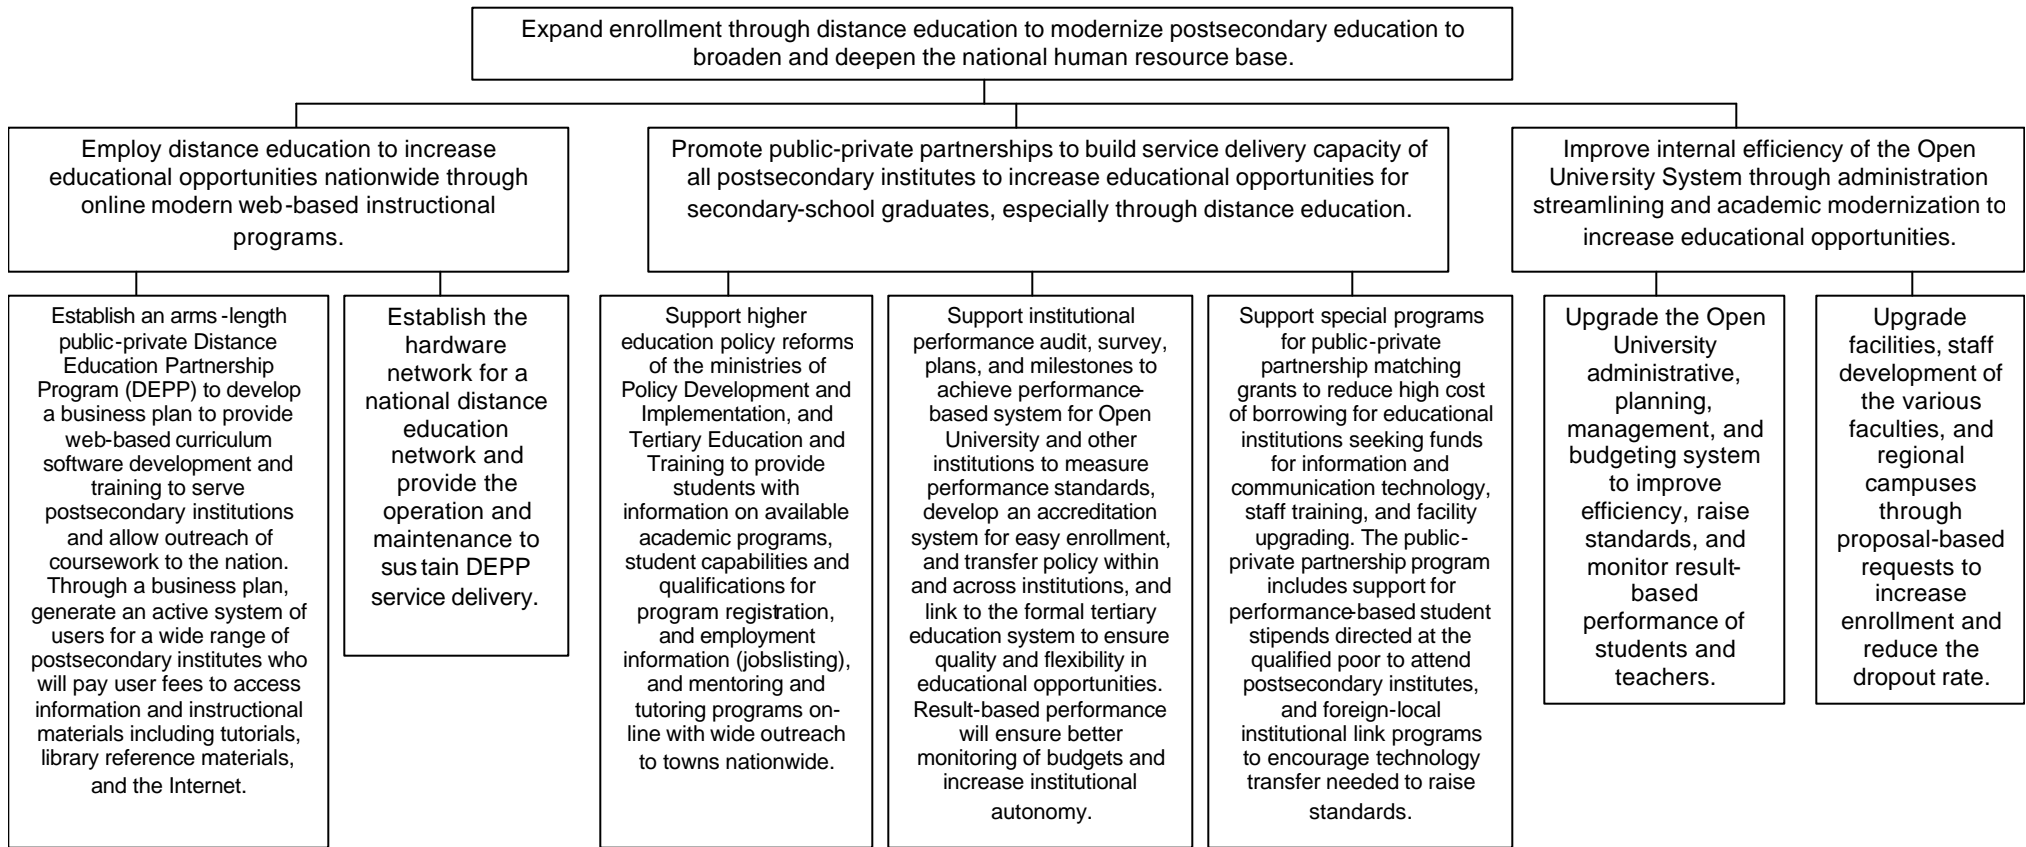 Expand enrollment through distance education to modernize postsecondary education to
broaden and deepen the national human resource base.
Employ distance education to increase
educational opportunities nationwide through
online modern web-based instructional
programs.
Promote public-private partnerships to build service delivery capacity of
all postsecondary institutes to increase educational opportunities for
secondary-school graduates, especially through distance education.
Improve internal efficiency of the Open
University System through administration
streamlining and academic modernization to
increase educational opportunities.
Establish an arms-length
public-private Distance
Education Partnership
Program (DEPP) to develop
a business plan to provide
web-based curriculum
software development and
training to serve
postsecondary institutions
and allow outreach of
coursework to the nation.
Through a business plan,
generate an active system of
users for a wide range of
postsecondary institutes who
will pay user fees to access
information and instructional
materials including tutorials,
library reference materials,
and the Internet.
Establish the
hardware
network for a
national distance
education
network and
provide the
operation and
maintenance to
sustain DEPP
service delivery.
Support higher
education policy reforms
of the ministries of
Policy Development and
Implementation, and
Tertiary Education and
Training to provide
students with
information on available
academic programs,
student capabilities and
qualifications for
program registration,
and employment
information (jobslisting),
and mentoring and
tutoring programs on-
line with wide outreach
to towns nationwide.
Support institutional
performance audit, survey,
plans, and milestones to
achieve performance-
based system for Open
University and other
institutions to measure
performance standards,
develop an accreditation
system for easy enrollment,
and transfer policy within
and across institutions, and
link to the formal tertiary
education system to ensure
quality and flexibility in
educational opportunities.
Result-based performance
will ensure better
monitoring of budgets and
increase institutional
autonomy.
Support special programs
for public-private
partnership matching
grants to reduce high cost
of borrowing for educational
institutions seeking funds
for information and
communication technology,
staff training, and facility
upgrading. The public-
private partnership program
includes support for
performance-based student
stipends directed at the
qualified poor to attend
postsecondary institutes,
and foreign-local
institutional link programs
to encourage technology
transfer needed to raise
standards.
Upgrade the Open
University
administrative,
planning,
management, and
budgeting system
to improve
efficiency, raise
standards, and
monitor result-
based
performance of
students and
teachers.
Upgrade
facilities, staff
development of
the various
faculties, and
regional
campuses
through
proposal-based
requests to
increase
enrollment and
reduce the
dropout rate.